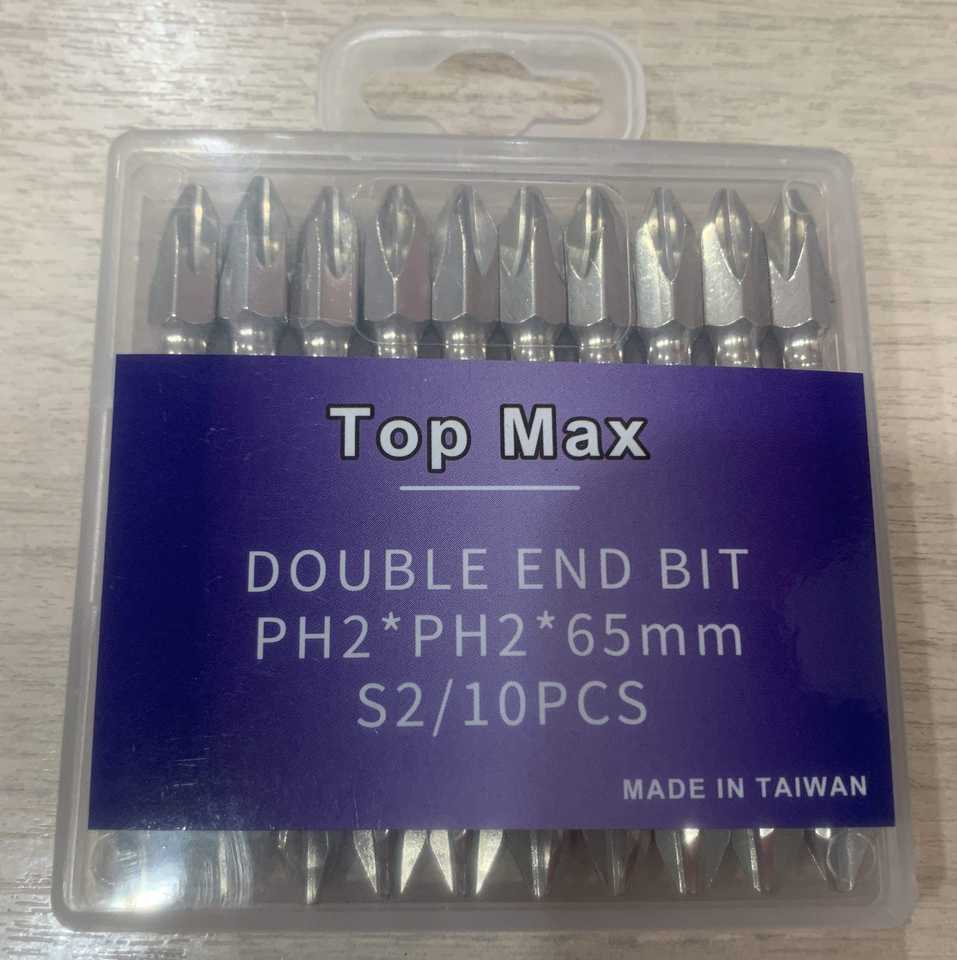 Top Max
DOUBLE END BIT
PH2*PH2*65mm
S2/10PCS
MADE IN TAIWAN